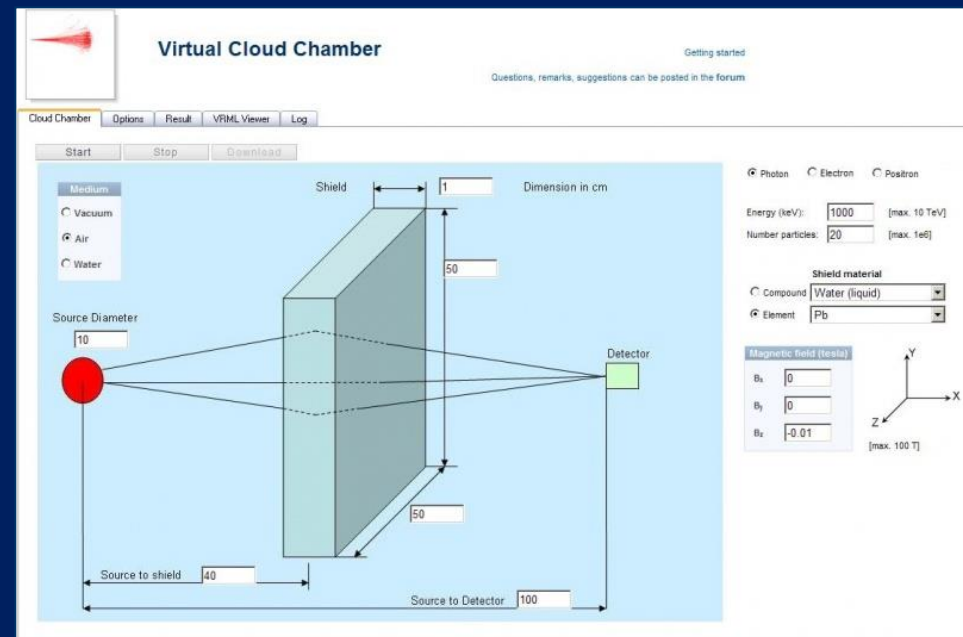 Virtual Cloud Chamber
Getting started
Questions, remarks, suggestions can be posted in the forum
Cloud Chamber Options Result VRML Viewer Log
Start Stop Download
Medium
Vacuum
Air
Water
Shield 1 Dimension in cm
50
Source Diameter
10
Detector
50
Source to shield 40
Source to Detector 100
Photon Electron Positron
Energy (keV): 1000 [max. 10 TeV]
Number particles: 20 [max. 1e6]
Shield material
Compound Water (liquid)
Element Pb
Magnetic field (tesla)
Bx 0
By 0
Bz -0.01
Y
X
Z
[max. 100 T]